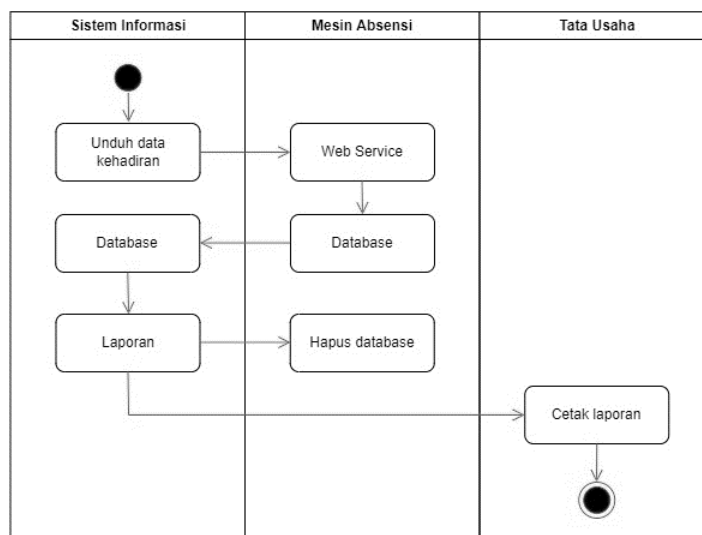 Sistem Informasi
Mesin Absensi
Tata Usaha
Unduh data
kehadiran
Web Service
Database
Database
Laporan
Hapus database
Cetak laporan